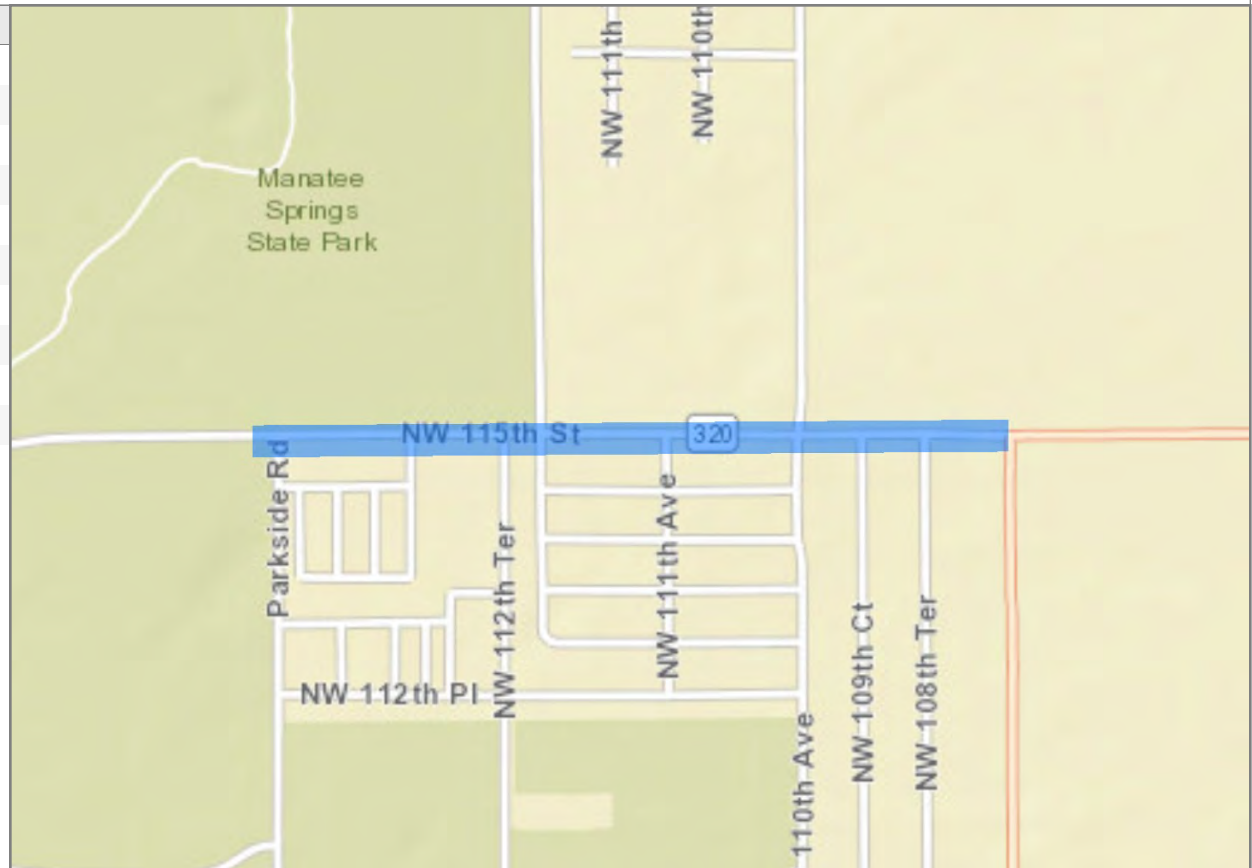 NW 111th
NW 110th
Manatee
Springs
State Park
NW 115th St
320
Parkside Rd
NW 112th Ter
NW 111th Ave
NW 109th Ct
NW 108th Ter
NW 112th Pl
110th Ave